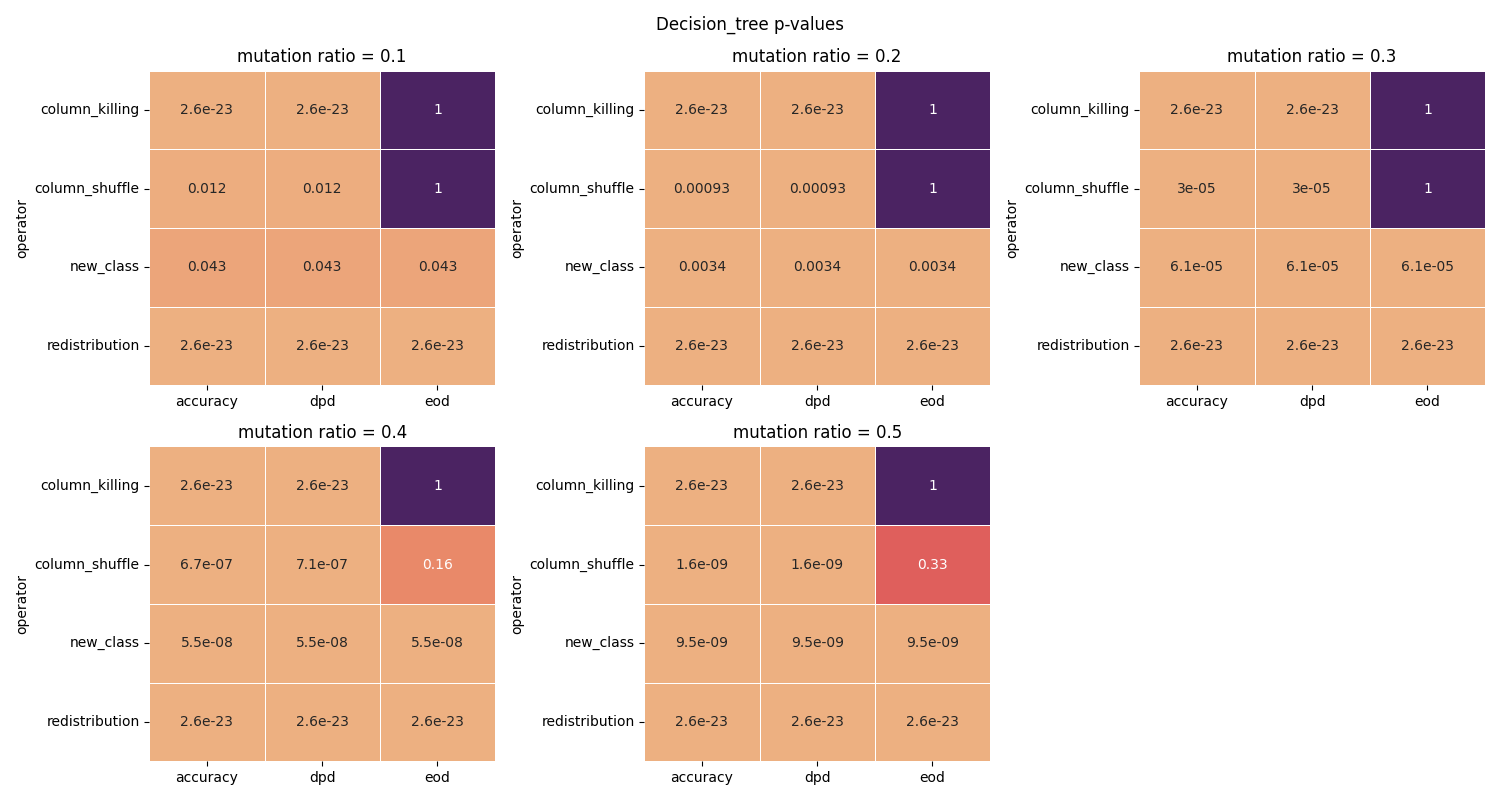 Decision_tree p-values
mutation ratio = 0.1
operator
column_killing 2.6e-23 2.6e-23 1
column_shuffle 0.012 0.012 1
new_class 0.043 0.043 0.043
redistribution 2.6e-23 2.6e-23 2.6e-23
accuracy dpd eod
mutation ratio = 0.2
operator
column_killing 2.6e-23 2.6e-23 1
column_shuffle 0.00093 0.00093 1
new_class 0.0034 0.0034 0.0034
redistribution 2.6e-23 2.6e-23 2.6e-23
accuracy dpd eod
mutation ratio = 0.3
operator
column_killing 2.6e-23 2.6e-23 1
column_shuffle 3e-05 3e-05 1
new_class 6.1e-05 6.1e-05 6.1e-05
redistribution 2.6e-23 2.6e-23 2.6e-23
accuracy dpd eod
mutation ratio = 0.4
operator
column_killing 2.6e-23 2.6e-23 1
column_shuffle 6.7e-07 7.1e-07 0.16
new_class 5.5e-08 5.5e-08 5.5e-08
redistribution 2.6e-23 2.6e-23 2.6e-23
accuracy dpd eod
mutation ratio = 0.5
operator
column_killing 2.6e-23 2.6e-23 1
column_shuffle 1.6e-09 1.6e-09 0.33
new_class 9.5e-09 9.5e-09 9.5e-09
redistribution 2.6e-23 2.6e-23 2.6e-23
accuracy dpd eod